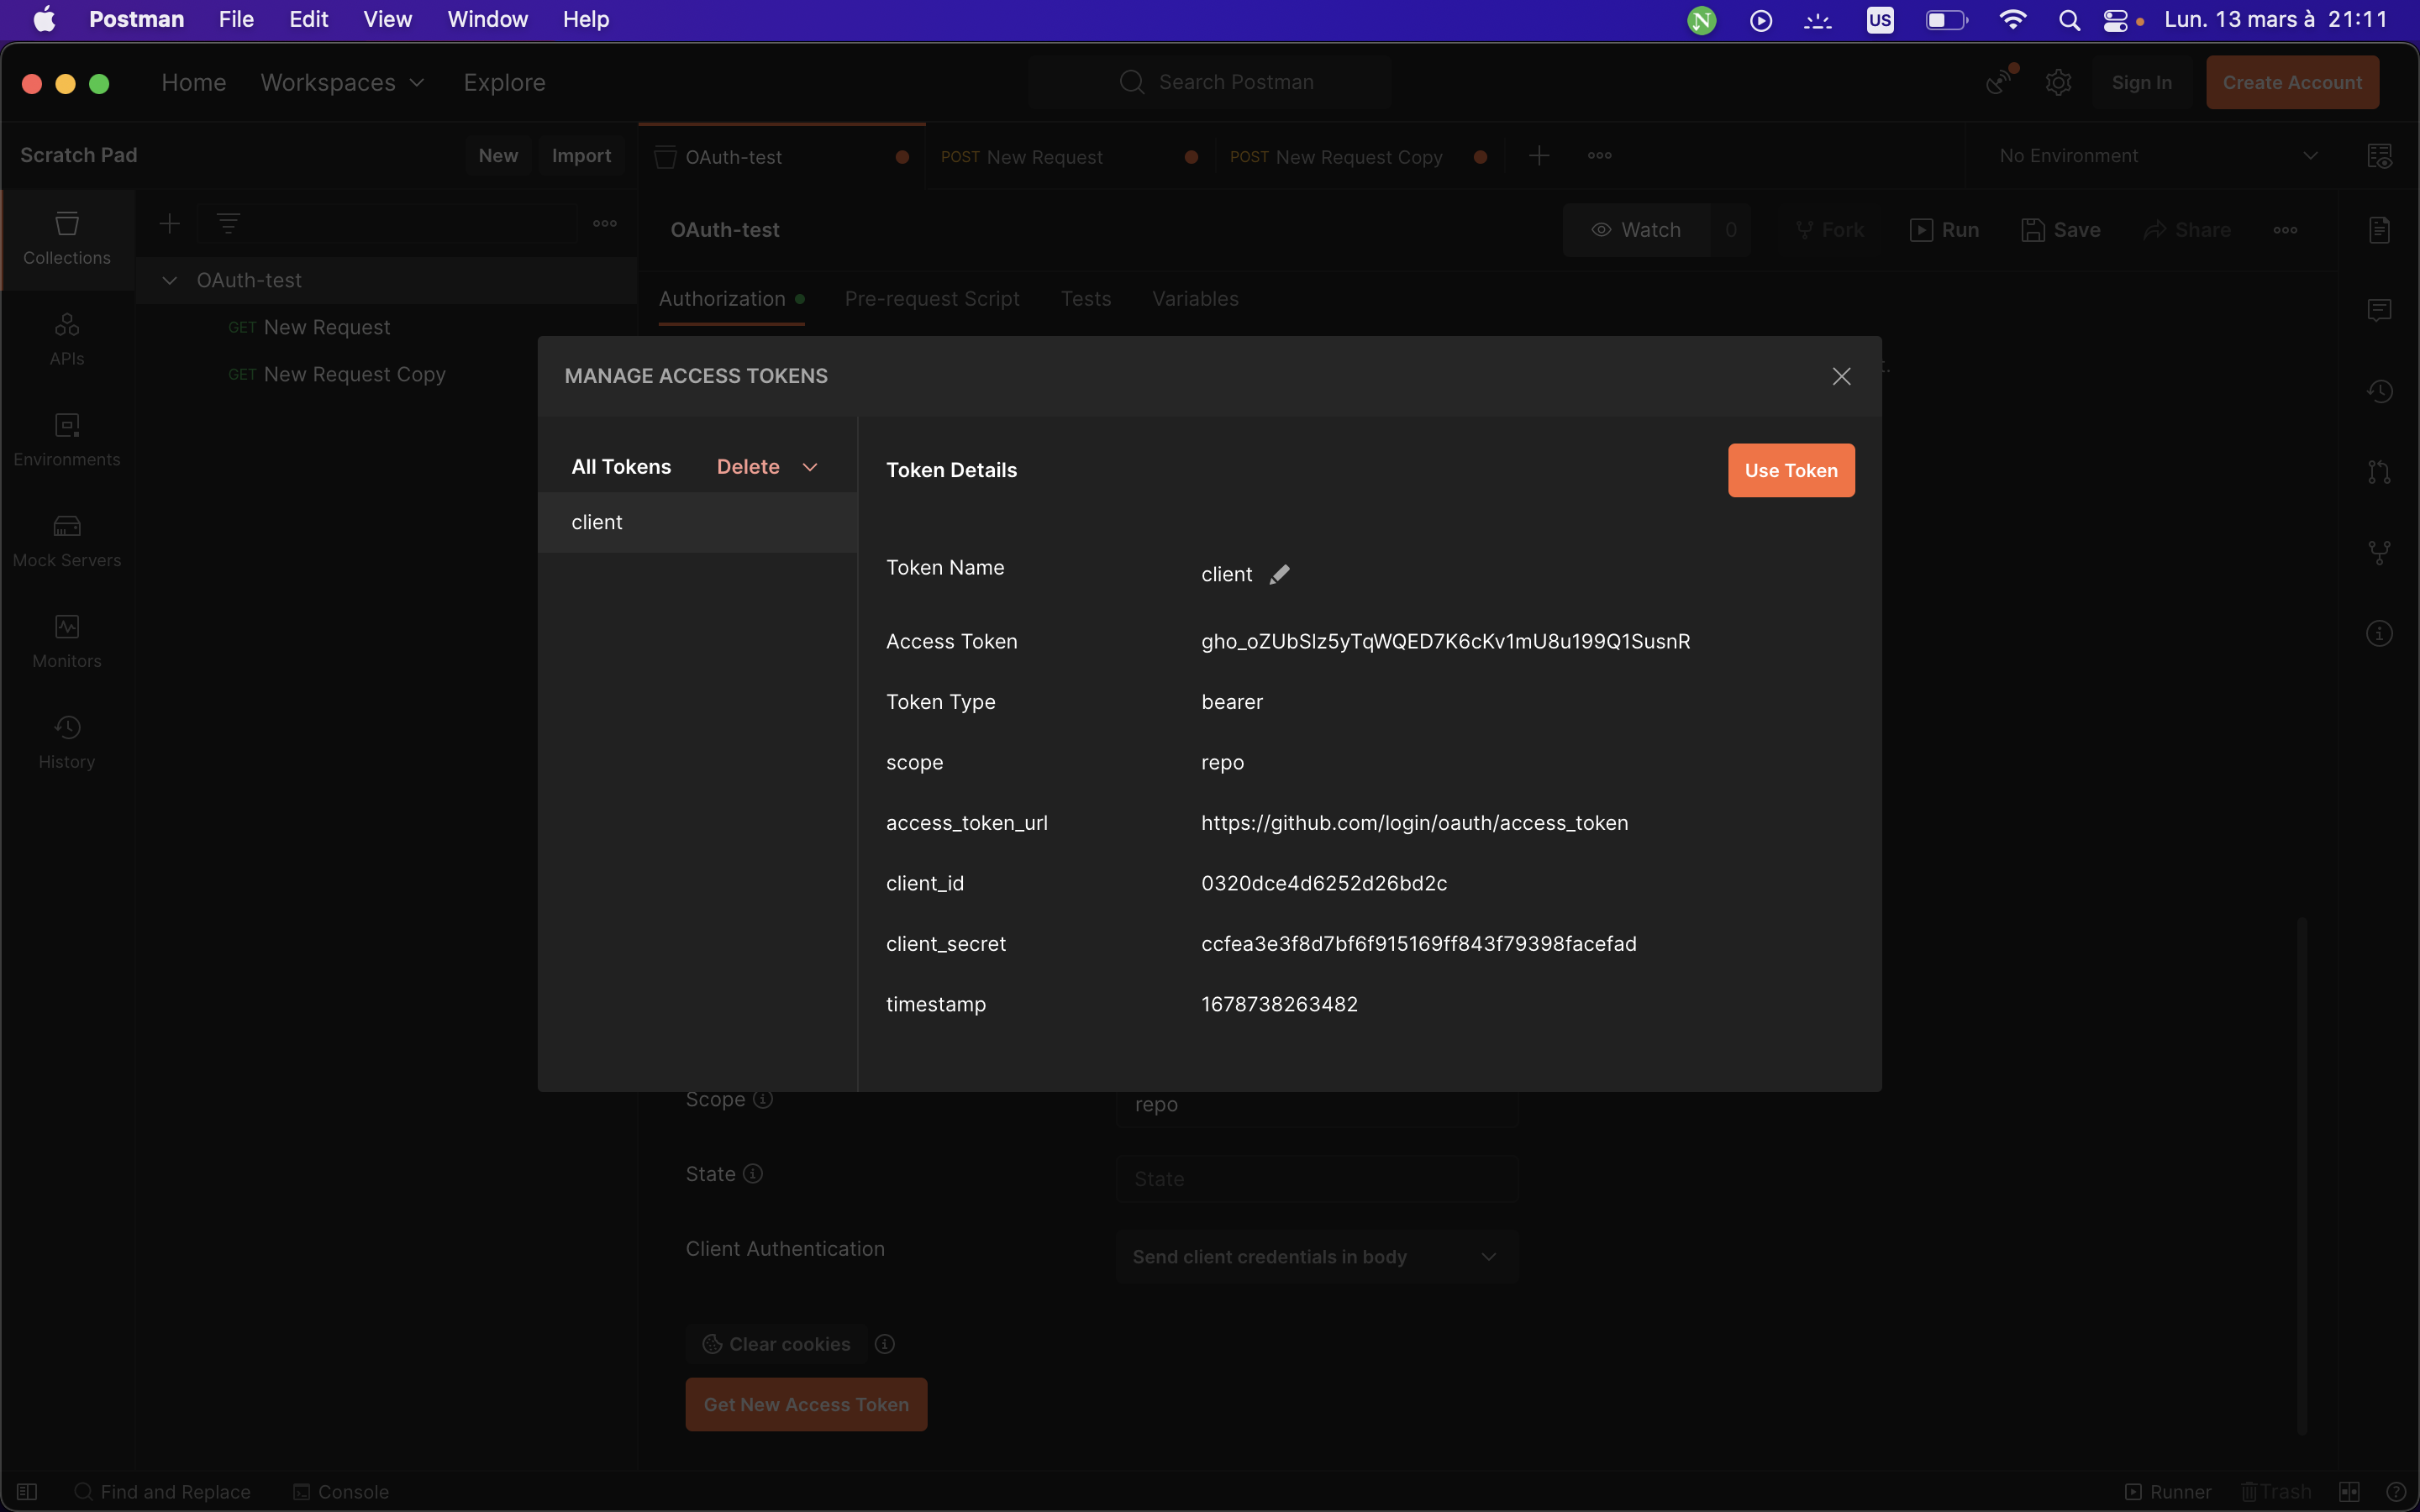 Postman File Edit View Window Help
US
Lun. 13 mars à 21:11
Home Workspaces Explore
Search Postman
Sign In
Create Account
Scratch Pad
New
Import
OAuth-test
POST New Request
POST New Request Copy
No Environment
Collections
APIs
Environments
Mock Servers
Monitors
History
OAuth-test
GET New Request
GET New Request Copy
OAuth-test
Watch 0
Fork
Run
Save
Share
Authorization Pre-request Script Tests Variables
MANAGE ACCESS TOKENS
All Tokens Delete
client
Token Details
Use Token
Token Name client
Access Token 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
Token Type bearer
scope repo
access_token_url https://github.com/login/oauth/access_token
client_id 0320dce4d6252d26bd2c
client_secret ccfea3e3f8d7bf6f915169ff843f79398facefad
timestamp 1678738263482
Scope repo
State State
Client Authentication Send client credentials in body
Clear cookies
Get New Access Token
Find and Replace
Console
Runner
Trash